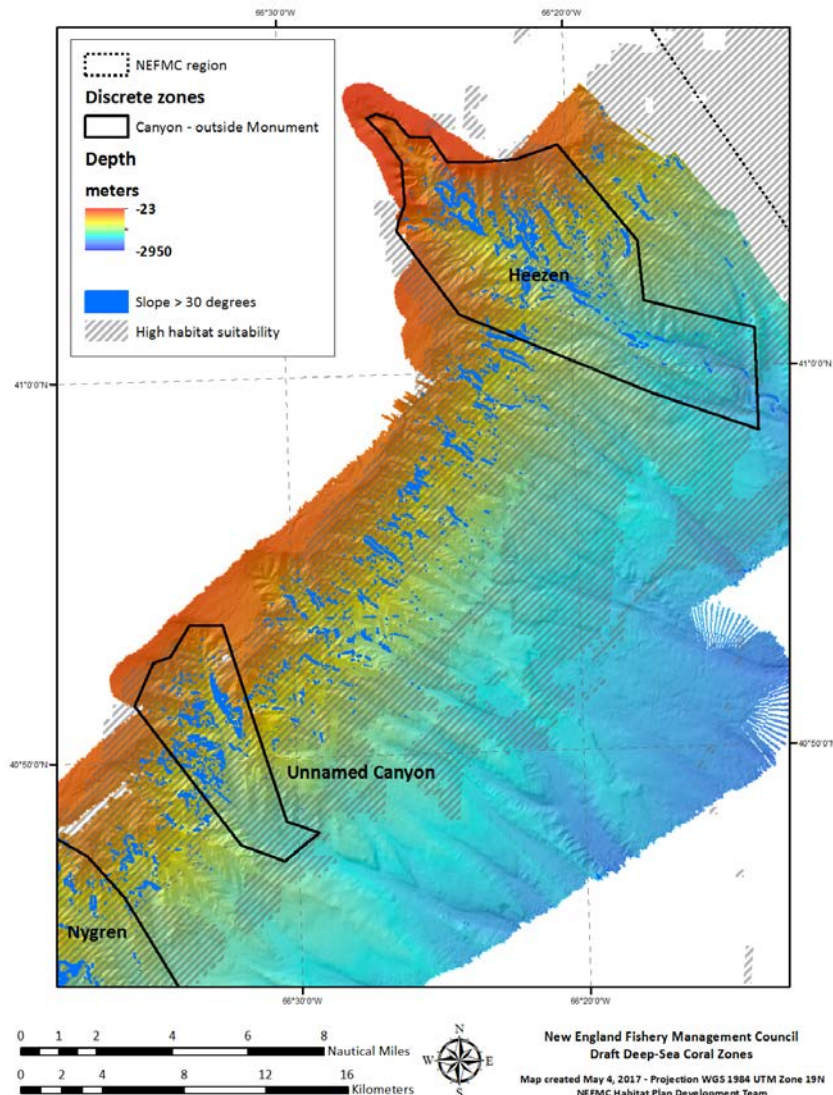 66°30'0"W 66°20'0"W
NEFMC region
Discrete zones
Canyon - outside Monument
Depth
meters
-23
-2950
Slope > 30 degrees
High habitat suitability
Heezen
41°0'0"N
41°0'0"N
40°50'0"N
40°50'0"N
Unnamed Canyon
Nygren
66°30'0"W 66°20'0"W
0 1 2 4 6 8
Nautical Miles
0 2 4 8 12 16
Kilometers
N
W E
S
New England Fishery Management Council
Draft Deep-Sea Coral Zones
Map created May 4, 2017 - Projection WGS 1984 UTM Zone 19N
NEFMC Habitat Plan Development Team